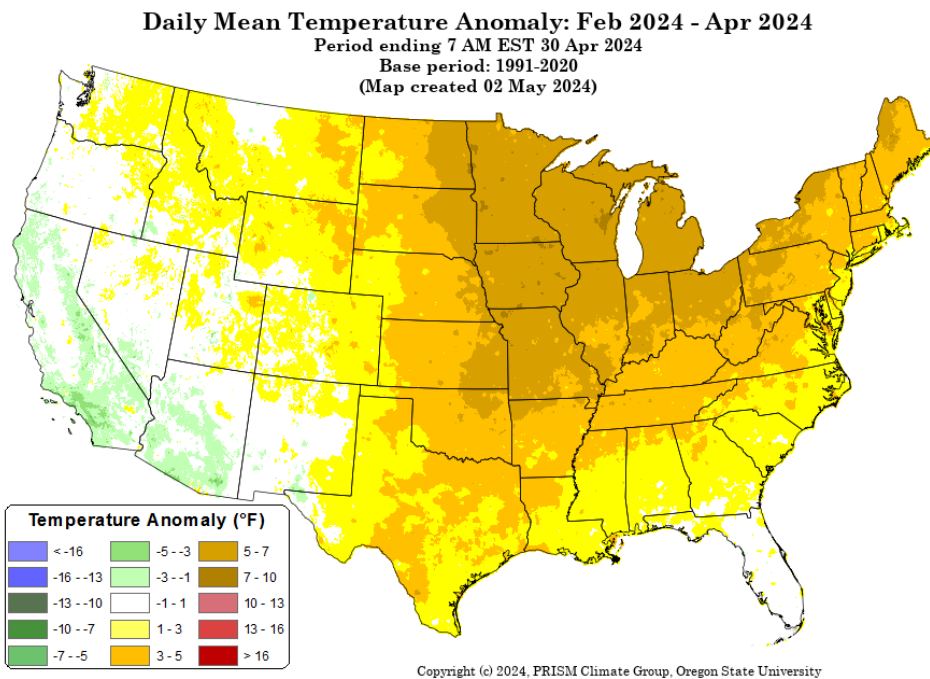 Daily Mean Temperature Anomaly: Feb 2024 - Apr 2024
Period ending 7 AM EST 30 Apr 2024
Base period: 1991-2020
(Map created 02 May 2024)
Temperature Anomaly (°F)
< -16
-16 - -13
-13 - -10
-10 - -7
-7 - -5
-5 - -3
-3 - -1
-1 - 1
1 - 3
3 - 5
5 - 7
7 - 10
10 - 13
13 - 16
> 16
Copyright (c) 2024, PRISM Climate Group, Oregon State University